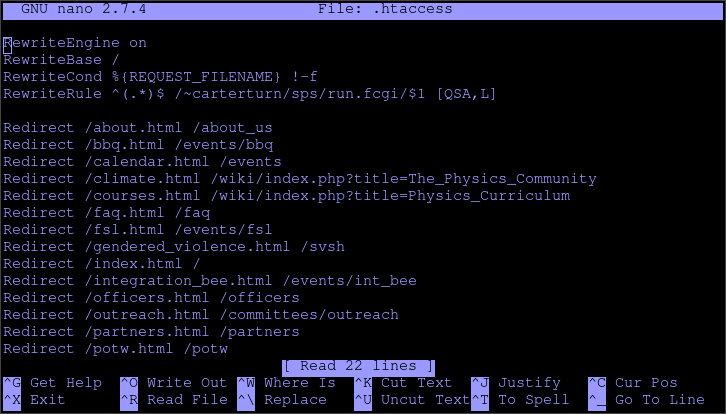 GNU nano 2.7.4 File: .htaccess
RewriteEngine on
RewriteBase /
RewriteCond %{REQUEST_FILENAME} !-f
RewriteRule ^(.*)$ /~carterturn/sps/run.fcgi/$1 [QSA,L]
Redirect /about.html /about_us
Redirect /bbq.html /events/bbq
Redirect /calendar.html /events
Redirect /climate.html /wiki/index.php?title=The_Physics_Community
Redirect /courses.html /wiki/index.php?title=Physics_Curriculum
Redirect /faq.html /faq
Redirect /fsl.html /events/fsl
Redirect /gendered_violence.html /svsh
Redirect /index.html /
Redirect /integration_bee.html /events/int_bee
Redirect /officers.html /officers
Redirect /outreach.html /committees/outreach
Redirect /partners.html /partners
Redirect /potw.html /potw
[ Read 22 lines ]
^G Get Help ^O Write Out ^W Where Is ^K Cut Text ^J Justify ^C Cur Pos
^X Exit ^R Read File ^\ Replace ^U Uncut Text ^T To Spell ^_ Go To Line